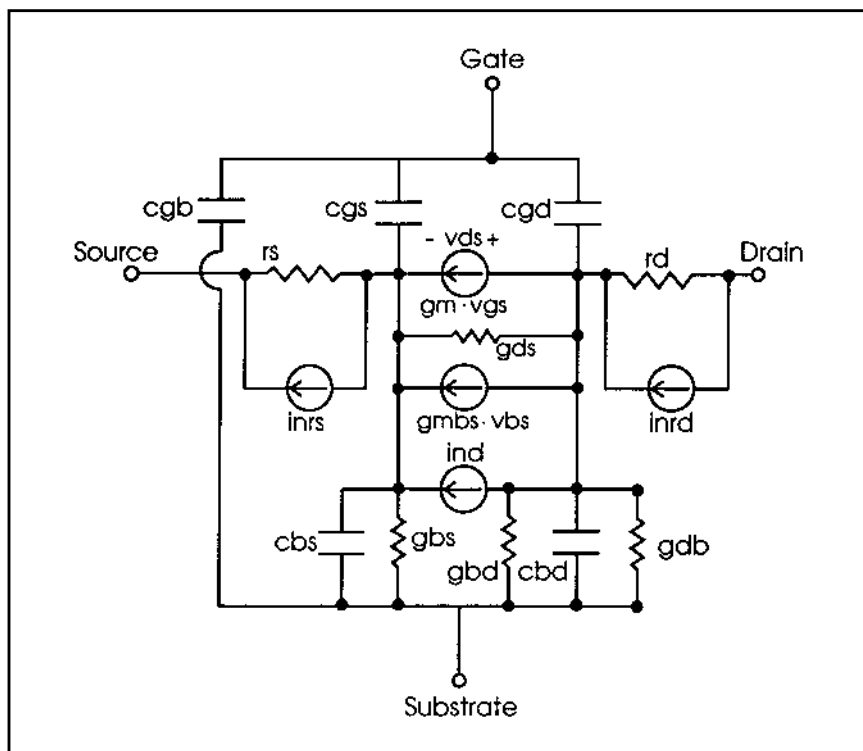 Gate
cgb
cgs
cgd
- vds +
Source
rs
rd
Drain
gm · vgs
gds
inrs
gmbs · vbs
inrd
ind
cbs
gbs
gbd
cbd
gdb
Substrate